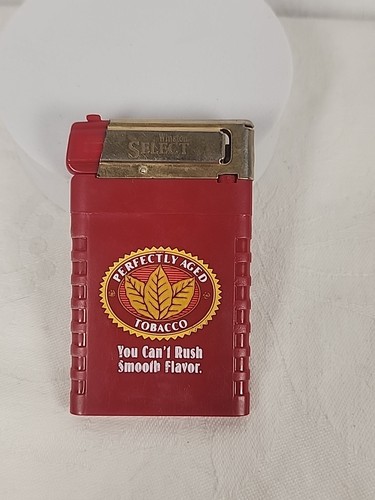 Winston
SELECT
PERFECTLY AGED
TOBACCO
You Can't Rush
Smooth Flavor.